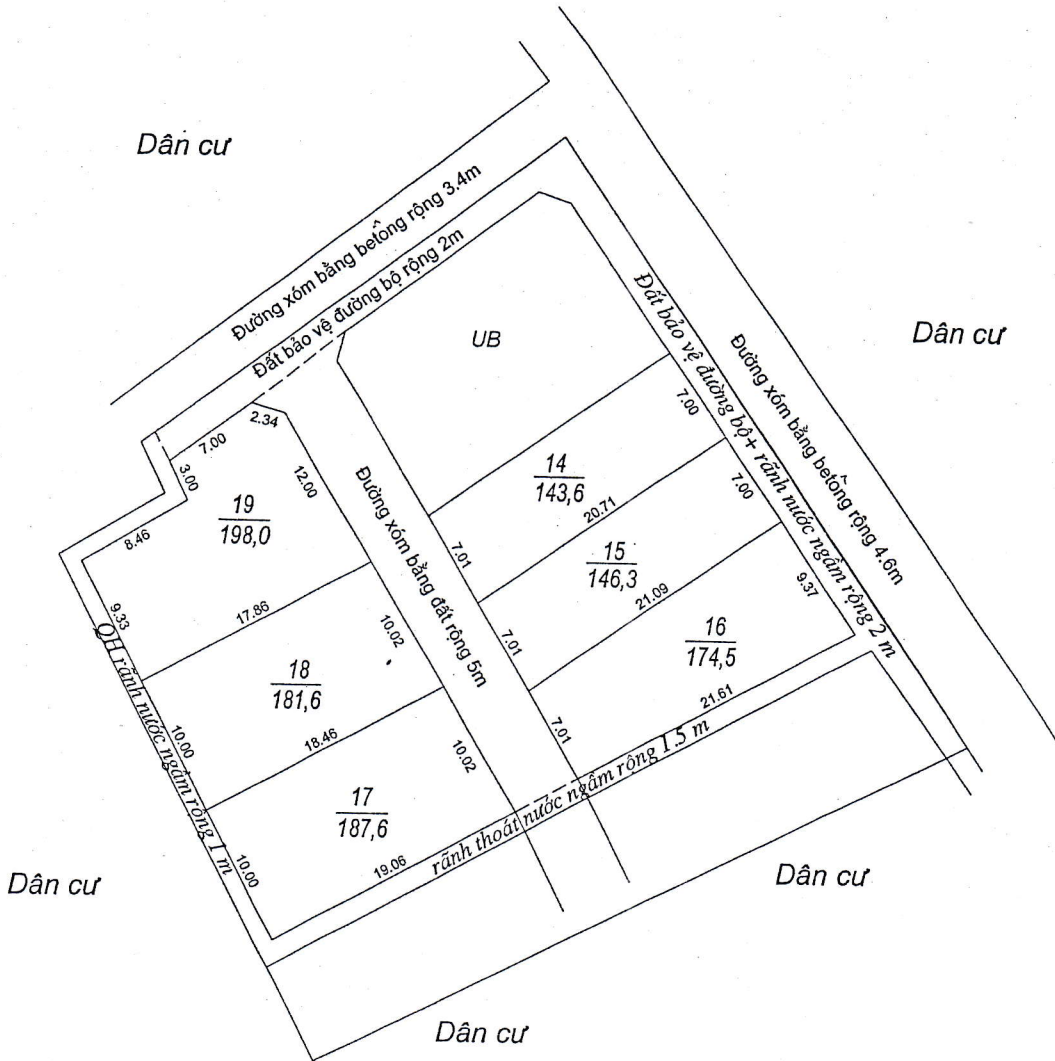 Dân cư
Đường xóm bằng betông rộng 3.4m
Đất bảo vệ đường bộ rộng 2m
Dân cư
UB
Đất bảo vệ đường bộ+ rãnh nước ngầm rộng 2 m
Đường xóm bằng betông rộng 4.6m
7.00
2.34
3.00
12.00
19
198,0
8.46
Đường xóm bằng đất rộng 5m
14
143,6
7.00
20.71
7.01
15
146,3
7.00
21.09
7.01
9.33
17.86
10.02
16
174,5
9.37
21.61
7.01
QH rãnh nước ngầm rộng 1 m
18
181,6
10.00
18.46
10.02
17
187,6
10.00
19.06
rãnh thoát nước ngầm rộng 1.5 m
Dân cư
Dân cư
Dân cư